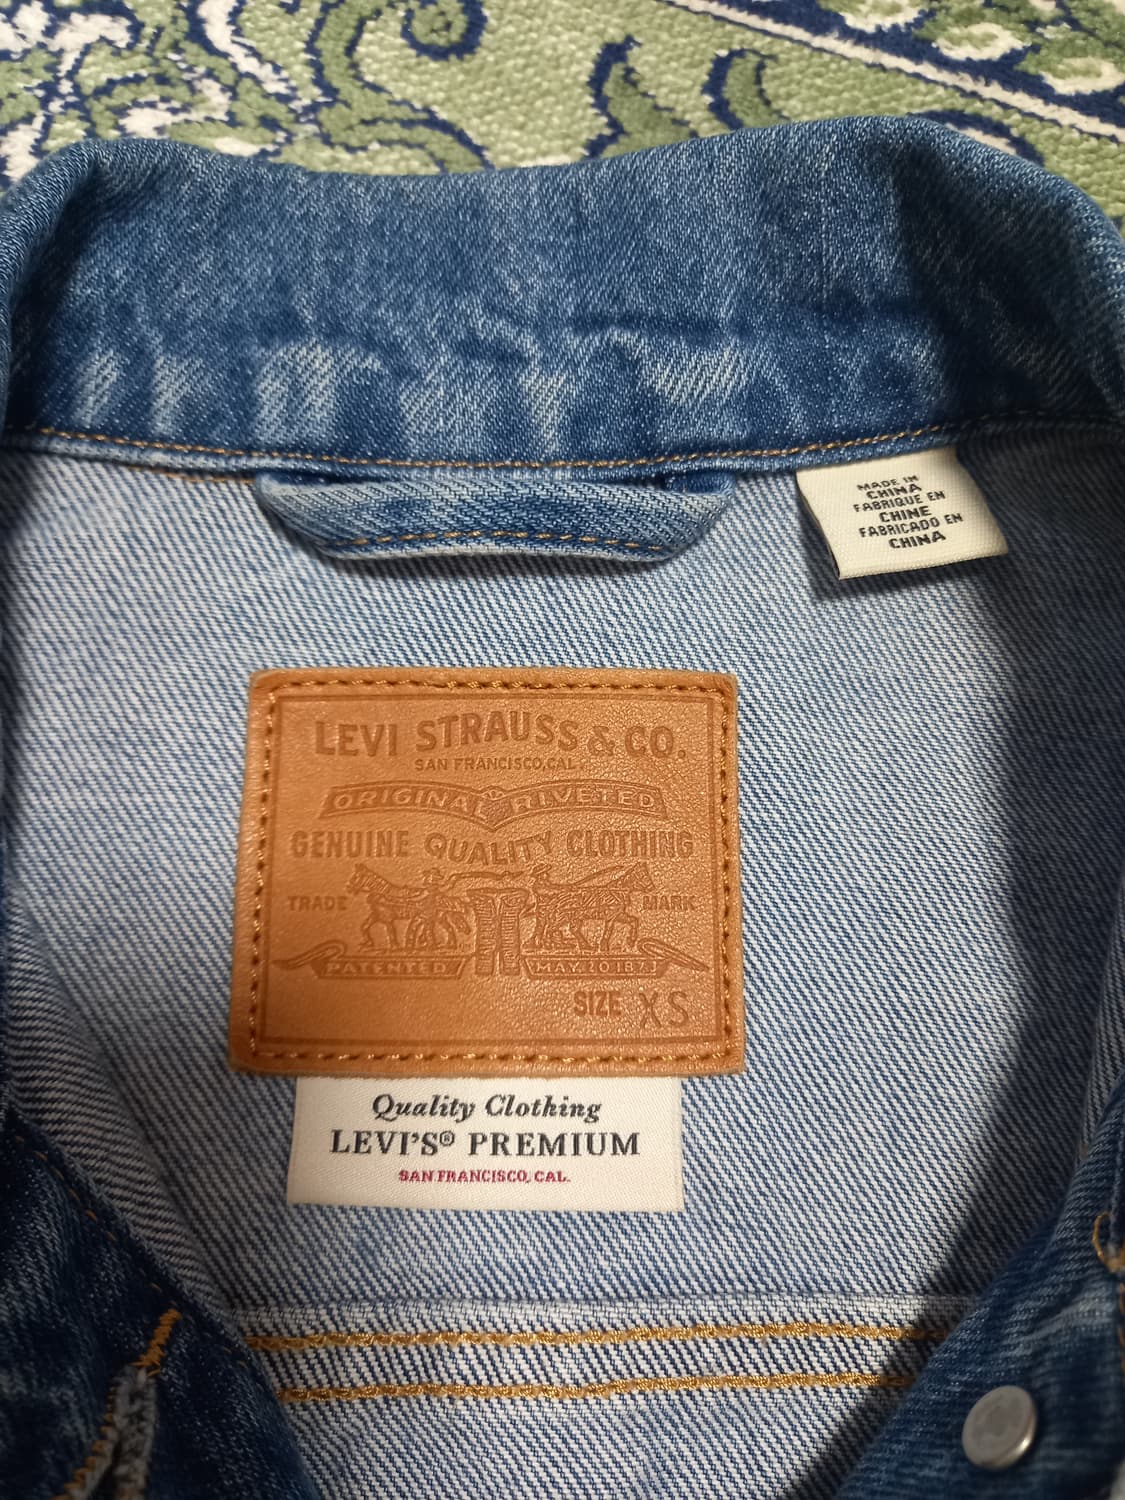 MADE IN
CHINA
FABRIQUE EN
CHINE
FABRICADO EN
CHINA
LEVI STRAUSS & CO.
SAN FRANCISCO, CAL.
ORIGINAL RIVETED
GENUINE QUALITY CLOTHING
TRADE MARK
PATENTED MAY 20 1873
SIZE XS
Quality Clothing
LEVI'S® PREMIUM
SAN FRANCISCO, CAL.